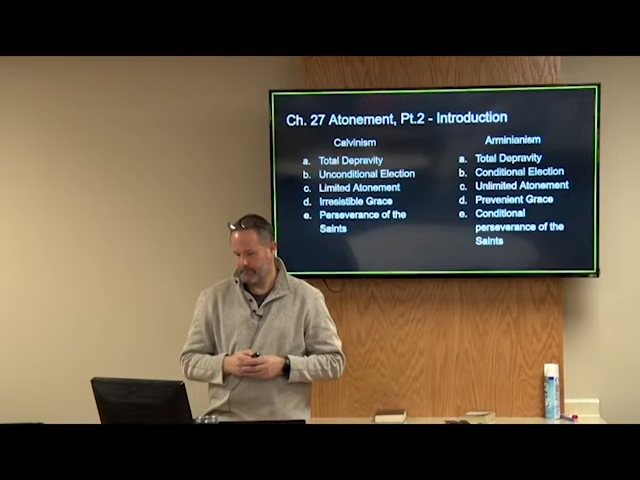 Ch. 27 Atonement, Pt.2 - Introduction
Calvinism
a. Total Depravity
b. Unconditional Election
c. Limited Atonement
d. Irresistible Grace
e. Perseverance of the
Saints
Arminianism
a. Total Depravity
b. Conditional Election
c. Unlimited Atonement
d. Prevenient Grace
e. Conditional
perseverance of the
Saints